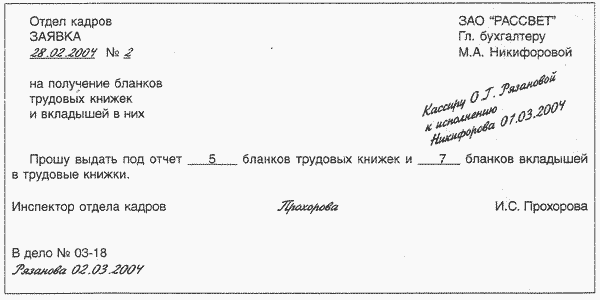 Отдел кадров
ЗАЯВКА
28.02.2004 № 2
ЗАО "РАССВЕТ"
Гл. бухгалтеру
М.А. Никифоровой
на получение бланков
трудовых книжек
и вкладышей в них
Кассиру О.Г. Рязановой
к исполнению
Никифорова 01.03.2004
Прошу выдать под отчет 5 бланков трудовых книжек и 7 бланков вкладышей
в трудовые книжки.
Инспектор отдела кадров Прохорова И.С. Прохорова
В дело № 03-18
Рязанова 02.03.2004